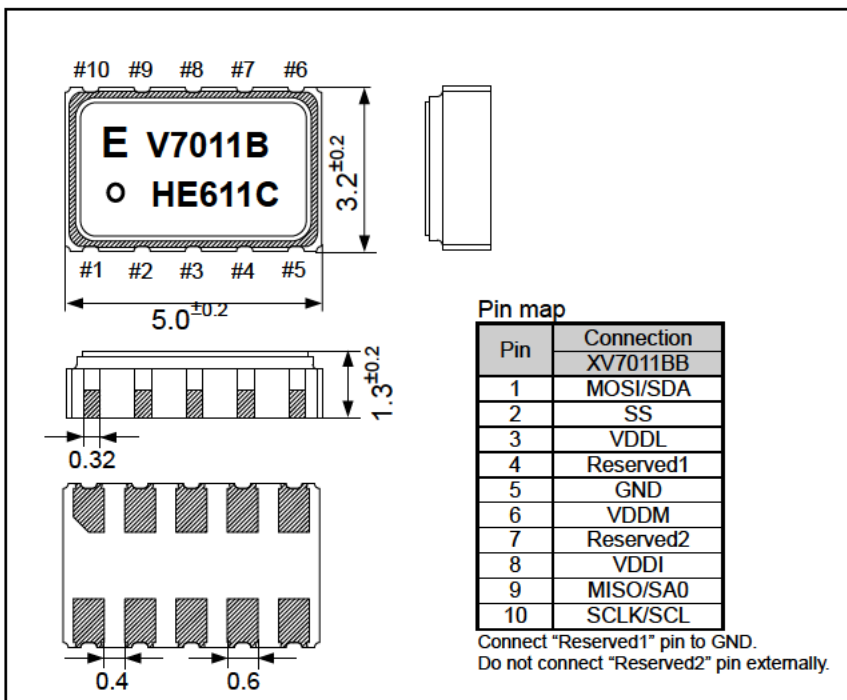 #10 #9 #8 #7 #6
E V7011B
HE611C
3.2±0.2
#1 #2 #3 #4 #5
5.0±0.2
1.3±0.2
0.32
0.4 0.6
Pin map
Pin Connection
XV7011BB
1 MOSI/SDA
2 SS
3 VDDL
4 Reserved1
5 GND
6 VDDM
7 Reserved2
8 VDDI
9 MISO/SA0
10 SCLK/SCL
Connect “Reserved1” pin to GND.
Do not connect “Reserved2” pin externally.